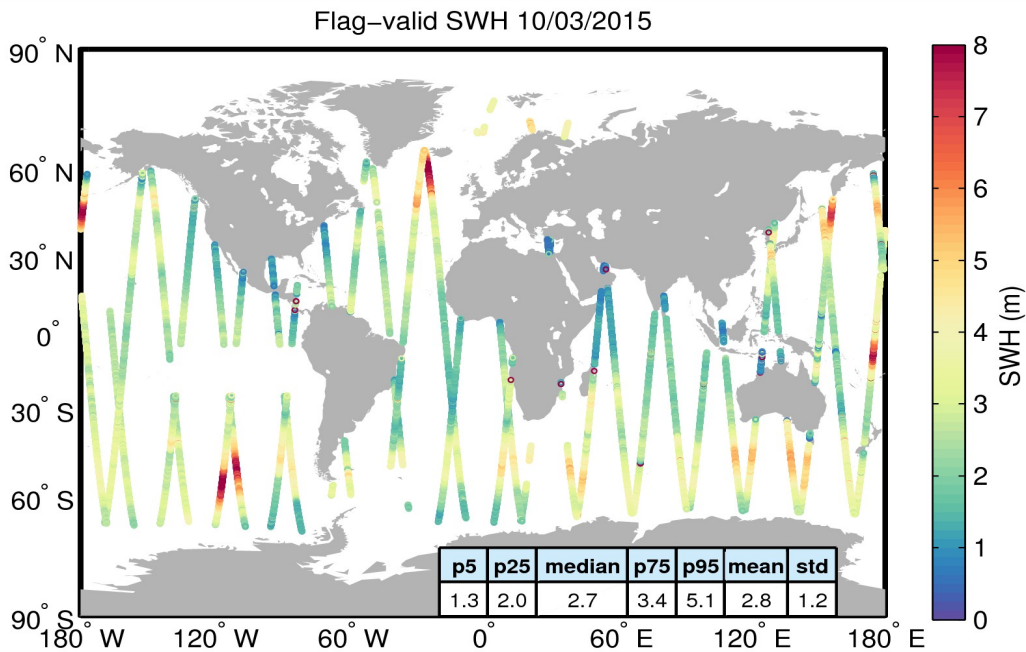 Flag−valid SWH 10/03/2015
90° N
60° N
30° N
0°
30° S
60° S
90° S
180° W
120° W
60° W
0°
60° E
120° E
180° E
p5 p25 median p75 p95 mean std
1.3 2.0 2.7 3.4 5.1 2.8 1.2
8
7
6
5
4
3
2
1
0
SWH (m)